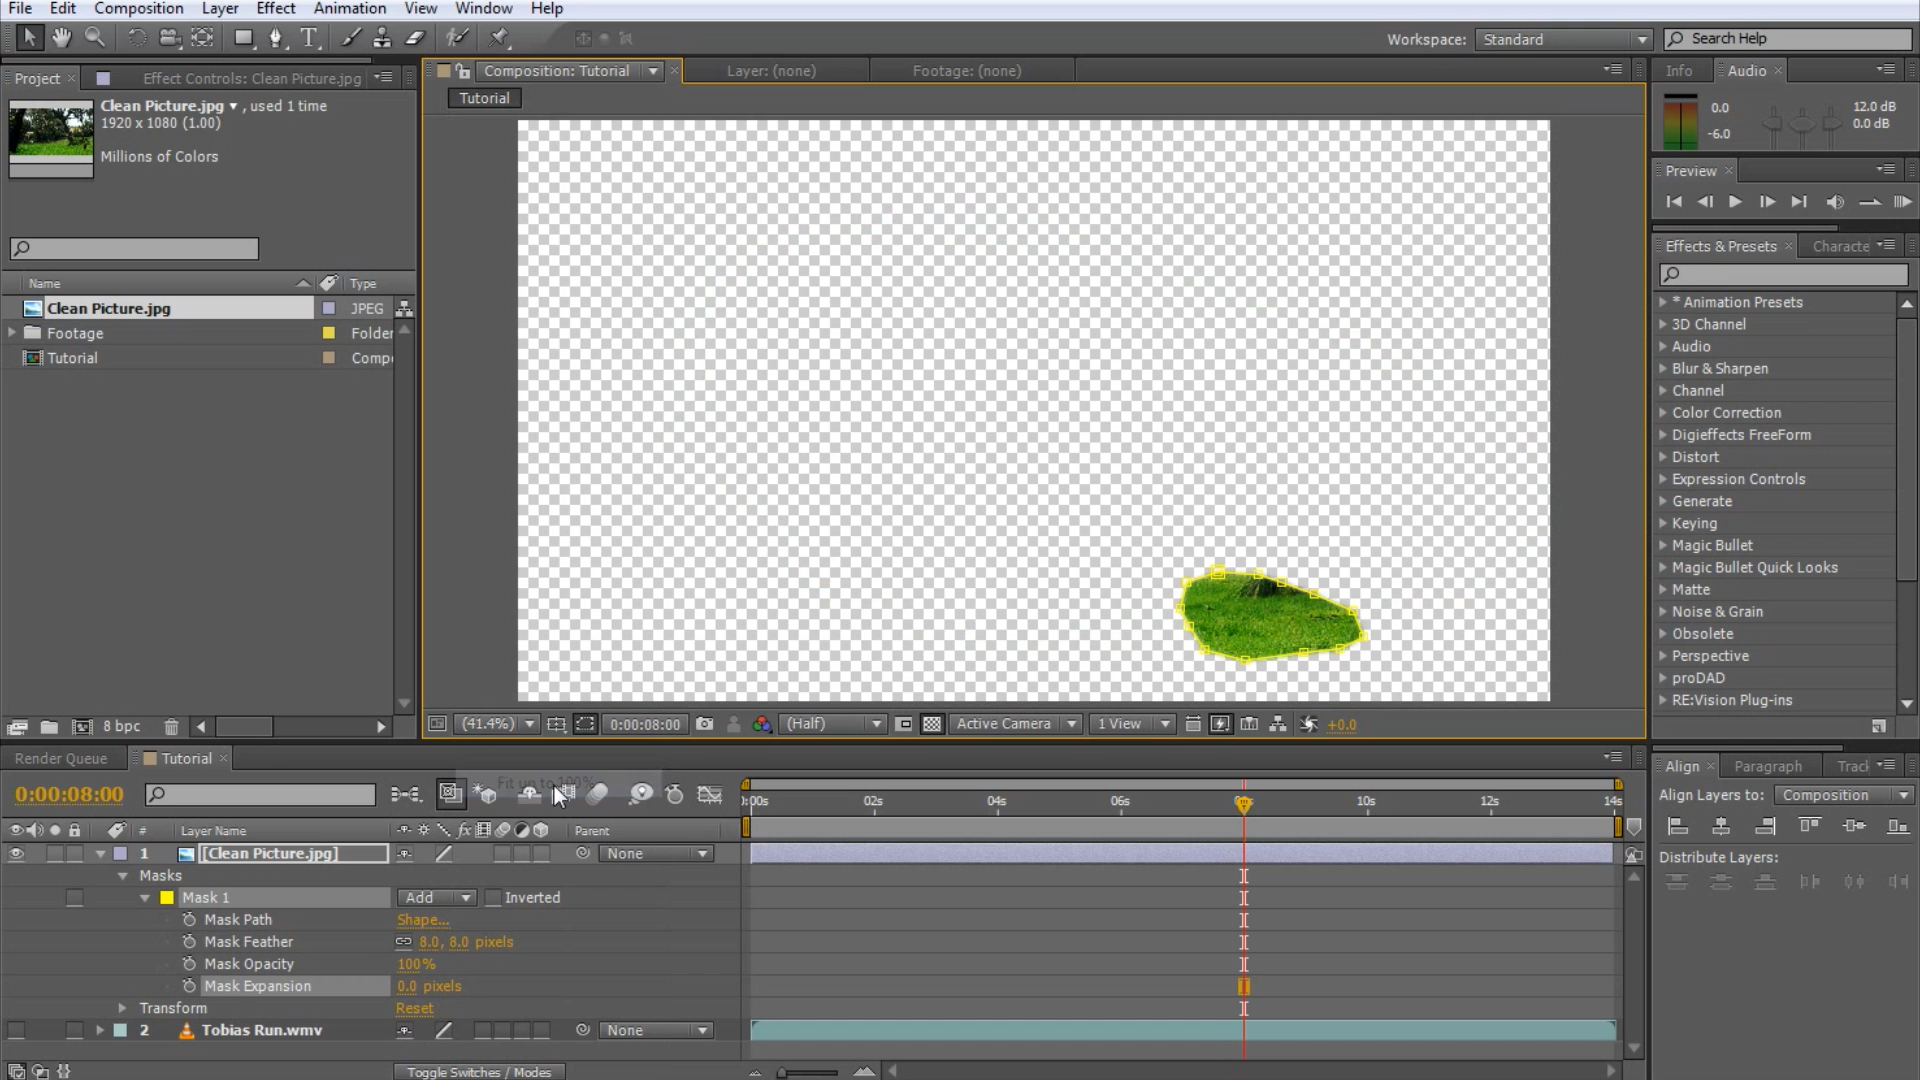 File Edit Composition Layer Effect Animation View Window Help
Workspace: Standard Search Help
Project Effect Controls: Clean Picture.jpg
Composition: Tutorial Layer: (none) Footage: (none)
Info Audio
Clean Picture.jpg , used 1 time
1920 x 1080 (1.00)
Millions of Colors
Tutorial
0.0
-6.0
12.0 dB
0.0 dB
Preview
Effects & Presets Characte
Name Type
Clean Picture.jpg JPEG
Footage Folder
Tutorial Comp
* Animation Presets
3D Channel
Audio
Blur & Sharpen
Channel
Color Correction
Digieffects FreeForm
Distort
Expression Controls
Generate
Keying
Magic Bullet
Magic Bullet Quick Looks
Matte
Noise & Grain
Obsolete
Perspective
proDAD
RE:Vision Plug-ins
8 bpc
(41.4%) 0:00:08:00 (Half) Active Camera 1 View +0.0
Render Queue Tutorial
Align Paragraph Tracl
0:00:08:00
Fit up to 100%
):00s 02s 04s 06s 10s 12s 14s
Align Layers to: Composition
Distribute Layers:
# Layer Name fx Parent
1 [Clean Picture.jpg] None
Masks
Mask 1 Add Inverted
Mask Path Shape...
Mask Feather 8.0, 8.0 pixels
Mask Opacity 100%
Mask Expansion 0.0 pixels
Transform Reset
2 Tobias Run.wmv None
Toggle Switches / Modes